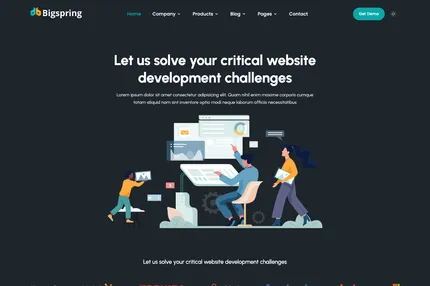 Bigspring
Home Company Products Blog Pages Contact Get Demo
Let us solve your critical website
development challenges
Lorem ipsum dolor sit amet consectetur adipisicing elit. Quam nihil enim maxime corporis cumque
totam aliquid nam sint inventore optio modi neque laborum officiis necessitatibus
Let us solve your critical website development challenges